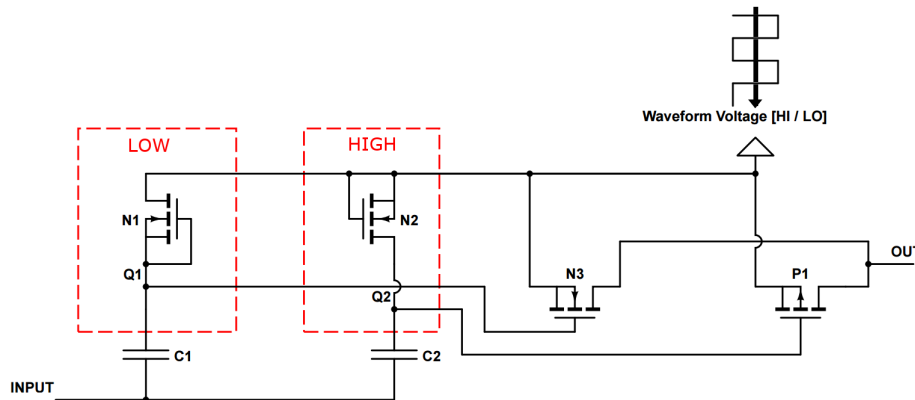 Waveform Voltage [HI / LO]
LOW
HIGH
N1
N2
Q1
Q2
N3
P1
OUT
C1
C2
INPUT